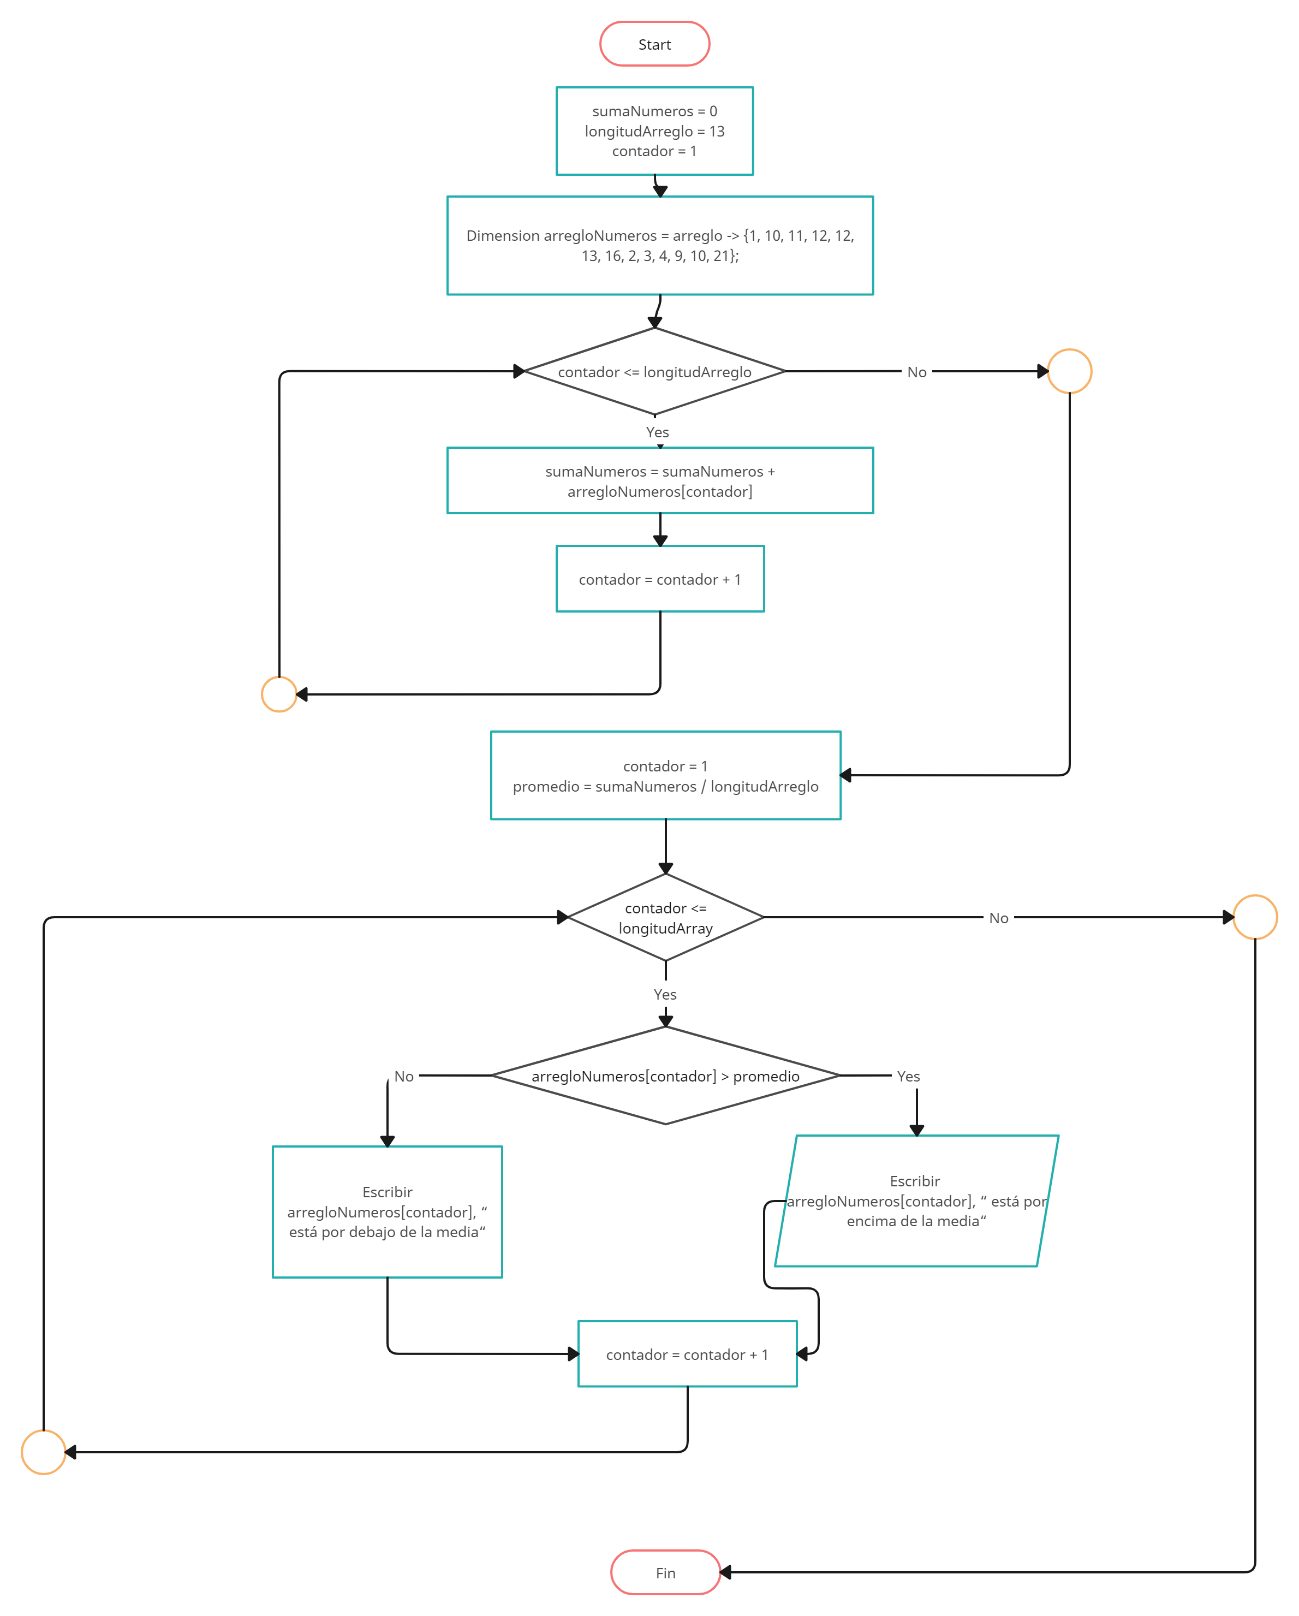 Start
sumaNumeros = 0
longitudArreglo = 13
contador = 1
Dimension arregloNumeros = arreglo -> {1, 10, 11, 12, 12,
13, 16, 2, 3, 4, 9, 10, 21};
contador <= longitudArreglo
No
Yes
sumaNumeros = sumaNumeros +
arregloNumeros[contador]
contador = contador + 1
contador = 1
promedio = sumaNumeros / longitudArreglo
contador <=
longitudArray
No
Yes
arregloNumeros[contador] > promedio
No
Yes
Escribir
arregloNumeros[contador], “
está por debajo de la media“
Escribir
arregloNumeros[contador], “ está por
encima de la media“
contador = contador + 1
Fin